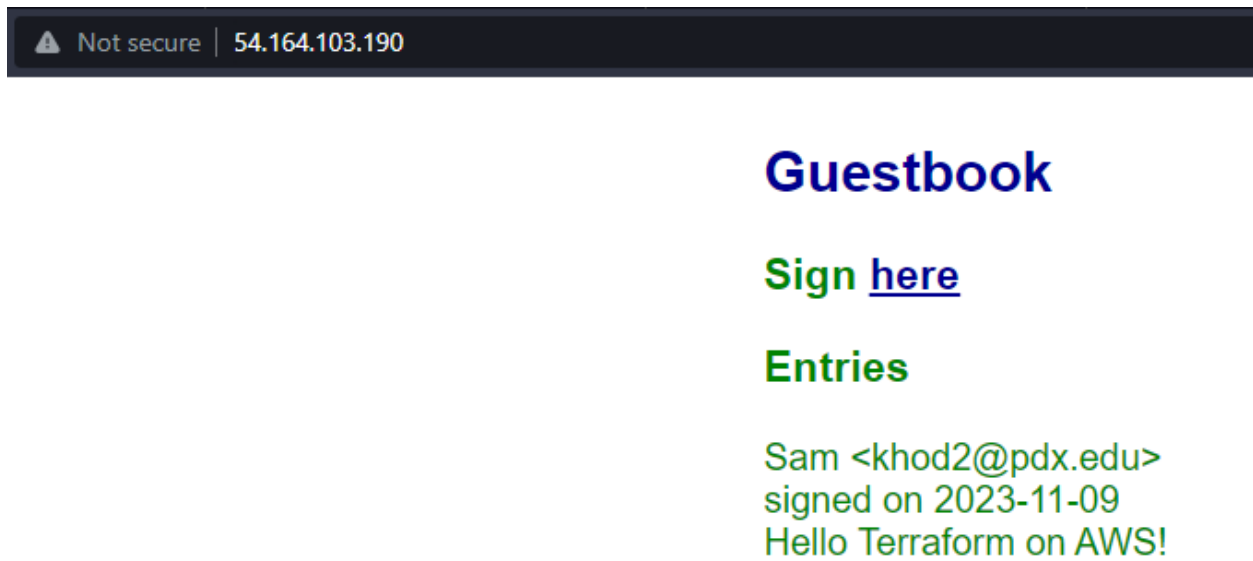 Not secure | 54.164.103.190
Guestbook
Sign here
Entries
Sam <khod2@pdx.edu>
signed on 2023-11-09
Hello Terraform on AWS!